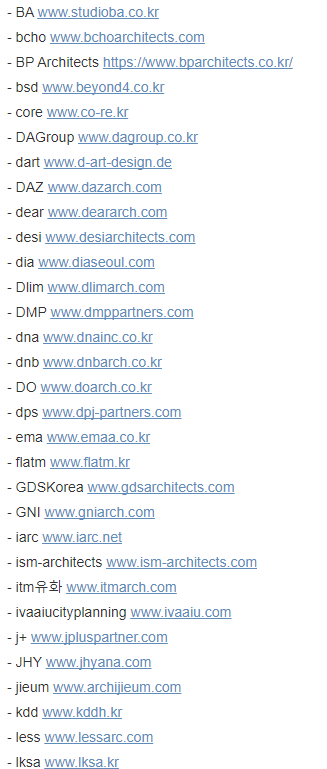 - BA www.studioba.co.kr
- bcho www.bchoarchitects.com
- BP Architects https://www.bparchitects.co.kr/
- bsd www.beyond4.co.kr
- core www.co-re.kr
- DAGroup www.dagroup.co.kr
- dart www.d-art-design.de
- DAZ www.dazarch.com
- dear www.deararch.com
- desi www.desiarchitects.com
- dia www.diaseoul.com
- Dlim www.dlimarch.com
- DMP www.dmppartners.com
- dna www.dnainc.co.kr
- dnb www.dnbarch.co.kr
- DO www.doarch.co.kr
- dps www.dpj-partners.com
- ema www.emaa.co.kr
- flatm www.flatm.kr
- GDSKorea www.gdsarchitects.com
- GNI www.gniarch.com
- iarc www.iarc.net
- ism-architects www.ism-architects.com
- itm유화 www.itmarch.com
- ivaaiucityplanning www.ivaaiu.com
- j+ www.jpluspartner.com
- JHY www.jhyana.com
- jieum www.archijieum.com
- kdd www.kddh.kr
- less www.lessarc.com
- lksa www.lksa.kr